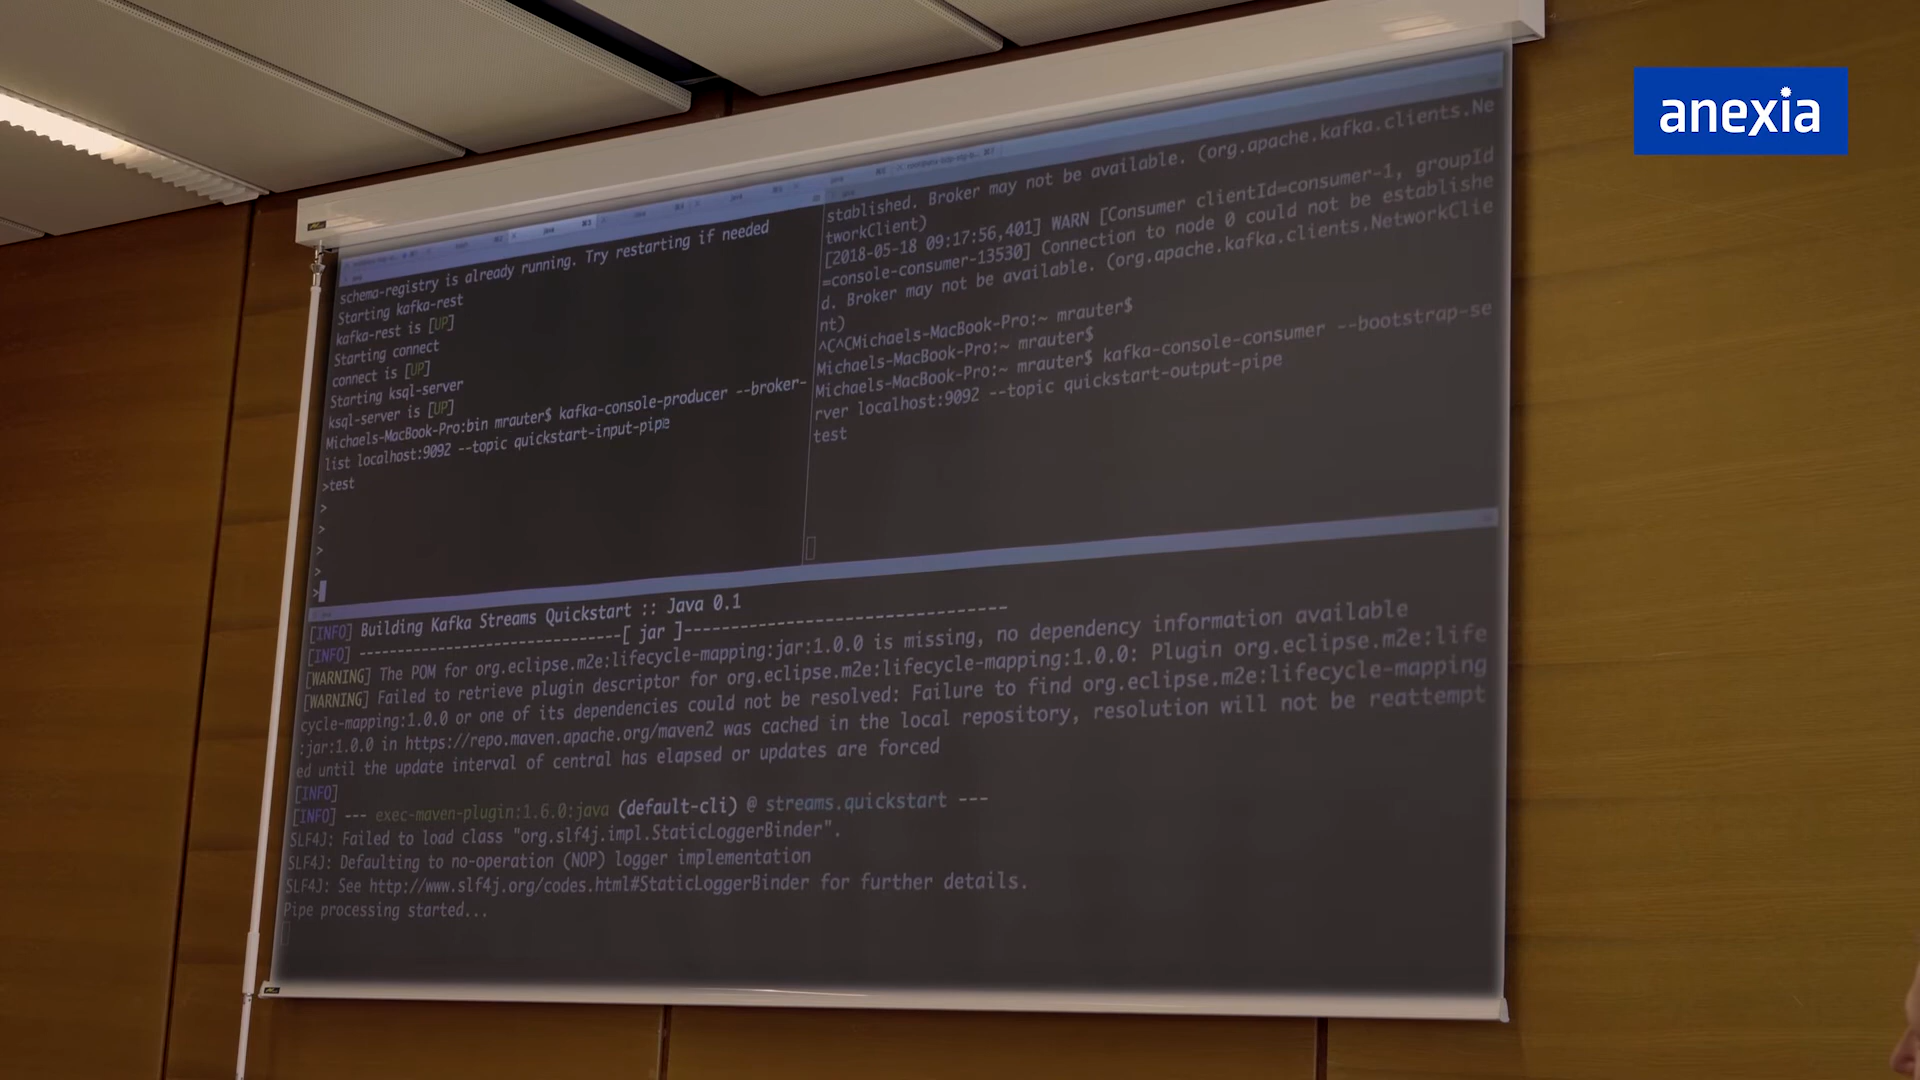 anexia
schema-registry is already running. Try restarting if needed
Starting kafka-rest
kafka-rest is [UP]
Starting connect
connect is [UP]
Starting ksql-server
ksql-server is [UP]
Michaels-MacBook-Pro:bin mrauter$ kafka-console-producer --broker-
list localhost:9092 --topic quickstart-input-pipe
>test
>
>
>
>
>
stablished. Broker may not be available. (org.apache.kafka.clients.Ne
tworkClient)
[2018-05-18 09:17:56,401] WARN [Consumer clientId=consumer-1, groupId
=console-consumer-13530] Connection to node 0 could not be establishe
d. Broker may not be available. (org.apache.kafka.clients.NetworkClie
nt)
^C^CMichaels-MacBook-Pro:~ mrauter$
Michaels-MacBook-Pro:~ mrauter$
Michaels-MacBook-Pro:~ mrauter$ kafka-console-consumer --bootstrap-se
rver localhost:9092 --topic quickstart-output-pipe
test
[INFO] Building Kafka Streams Quickstart :: Java 0.1
[INFO] --------------------------------[ jar ]---------------------------------
[WARNING] The POM for org.eclipse.m2e:lifecycle-mapping:jar:1.0.0 is missing, no dependency information available
[WARNING] Failed to retrieve plugin descriptor for org.eclipse.m2e:lifecycle-mapping:1.0.0: Plugin org.eclipse.m2e:life
cycle-mapping:1.0.0 or one of its dependencies could not be resolved: Failure to find org.eclipse.m2e:lifecycle-mapping
:jar:1.0.0 in https://repo.maven.apache.org/maven2 was cached in the local repository, resolution will not be reattempt
ed until the update interval of central has elapsed or updates are forced
[INFO]
[INFO] --- exec-maven-plugin:1.6.0:java (default-cli) @ streams.quickstart ---
SLF4J: Failed to load class "org.slf4j.impl.StaticLoggerBinder".
SLF4J: Defaulting to no-operation (NOP) logger implementation
SLF4J: See http://www.slf4j.org/codes.html#StaticLoggerBinder for further details.
Pipe processing started...